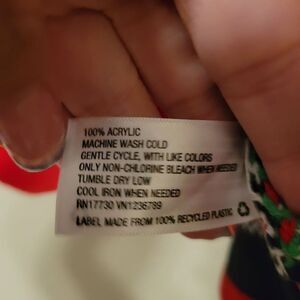 100% ACRYLIC
MACHINE WASH COLD
GENTLE CYCLE, WITH LIKE COLORS
ONLY NON-CHLORINE BLEACH WHEN NEEDED
TUMBLE DRY LOW
COOL IRON WHEN NEEDED
RN17730 VN1236789
LABEL MADE FROM 100% RECYCLED PLASTIC